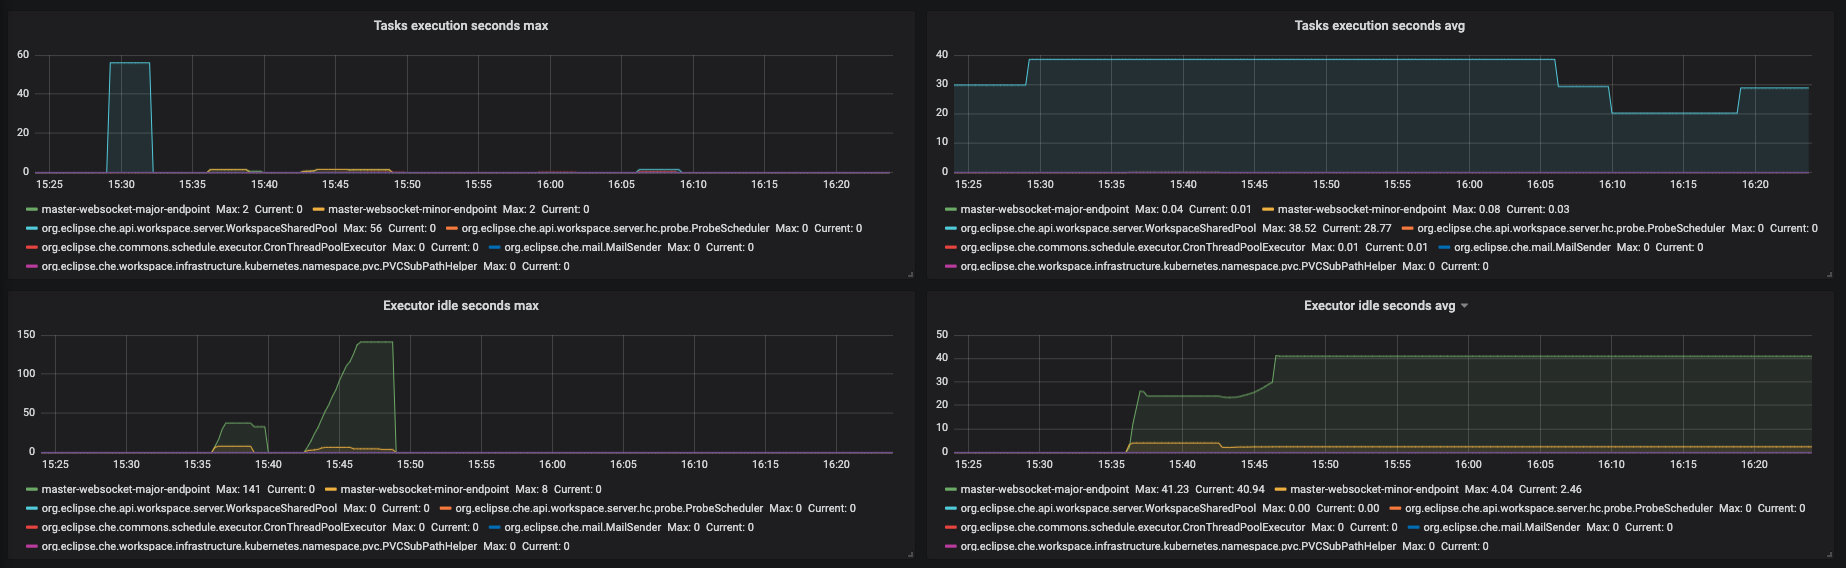 Tasks execution seconds max
60
40
20
0
15:25 15:30 15:35 15:40 15:45 15:50 15:55 16:00 16:05 16:10 16:15 16:20
master-websocket-major-endpoint Max: 2 Current: 0 master-websocket-minor-endpoint Max: 2 Current: 0
org.eclipse.che.api.workspace.server.WorkspaceSharedPool Max: 56 Current: 0 org.eclipse.che.api.workspace.server.hc.probe.ProbeScheduler Max: 0 Current: 0
org.eclipse.che.commons.schedule.executor.CronThreadPoolExecutor Max: 0 Current: 0 org.eclipse.che.mail.MailSender Max: 0 Current: 0
org.eclipse.che.workspace.infrastructure.kubernetes.namespace.pvc.PVCSubPathHelper Max: 0 Current: 0
Tasks execution seconds avg
40
30
20
10
0
15:25 15:30 15:35 15:40 15:45 15:50 15:55 16:00 16:05 16:10 16:15 16:20
master-websocket-major-endpoint Max: 0.04 Current: 0.01 master-websocket-minor-endpoint Max: 0.08 Current: 0.03
org.eclipse.che.api.workspace.server.WorkspaceSharedPool Max: 38.52 Current: 28.77 org.eclipse.che.api.workspace.server.hc.probe.ProbeScheduler Max: 0 Current: 0
org.eclipse.che.commons.schedule.executor.CronThreadPoolExecutor Max: 0.01 Current: 0.01 org.eclipse.che.mail.MailSender Max: 0 Current: 0
org.eclipse.che.workspace.infrastructure.kubernetes.namespace.pvc.PVCSubPathHelper Max: 0 Current: 0
Executor idle seconds max
150
100
50
0
15:25 15:30 15:35 15:40 15:45 15:50 15:55 16:00 16:05 16:10 16:15 16:20
master-websocket-major-endpoint Max: 141 Current: 0 master-websocket-minor-endpoint Max: 8 Current: 0
org.eclipse.che.api.workspace.server.WorkspaceSharedPool Max: 0 Current: 0 org.eclipse.che.api.workspace.server.hc.probe.ProbeScheduler Max: 0 Current: 0
org.eclipse.che.commons.schedule.executor.CronThreadPoolExecutor Max: 0 Current: 0 org.eclipse.che.mail.MailSender Max: 0 Current: 0
org.eclipse.che.workspace.infrastructure.kubernetes.namespace.pvc.PVCSubPathHelper Max: 0 Current: 0
Executor idle seconds avg
50
40
30
20
10
0
15:25 15:30 15:35 15:40 15:45 15:50 15:55 16:00 16:05 16:10 16:15 16:20
master-websocket-major-endpoint Max: 41.23 Current: 40.94 master-websocket-minor-endpoint Max: 4.04 Current: 2.46
org.eclipse.che.api.workspace.server.WorkspaceSharedPool Max: 0.00 Current: 0.00 org.eclipse.che.api.workspace.server.hc.probe.ProbeScheduler Max: 0 Current: 0
org.eclipse.che.commons.schedule.executor.CronThreadPoolExecutor Max: 0 Current: 0 org.eclipse.che.mail.MailSender Max: 0 Current: 0
org.eclipse.che.workspace.infrastructure.kubernetes.namespace.pvc.PVCSubPathHelper Max: 0 Current: 0